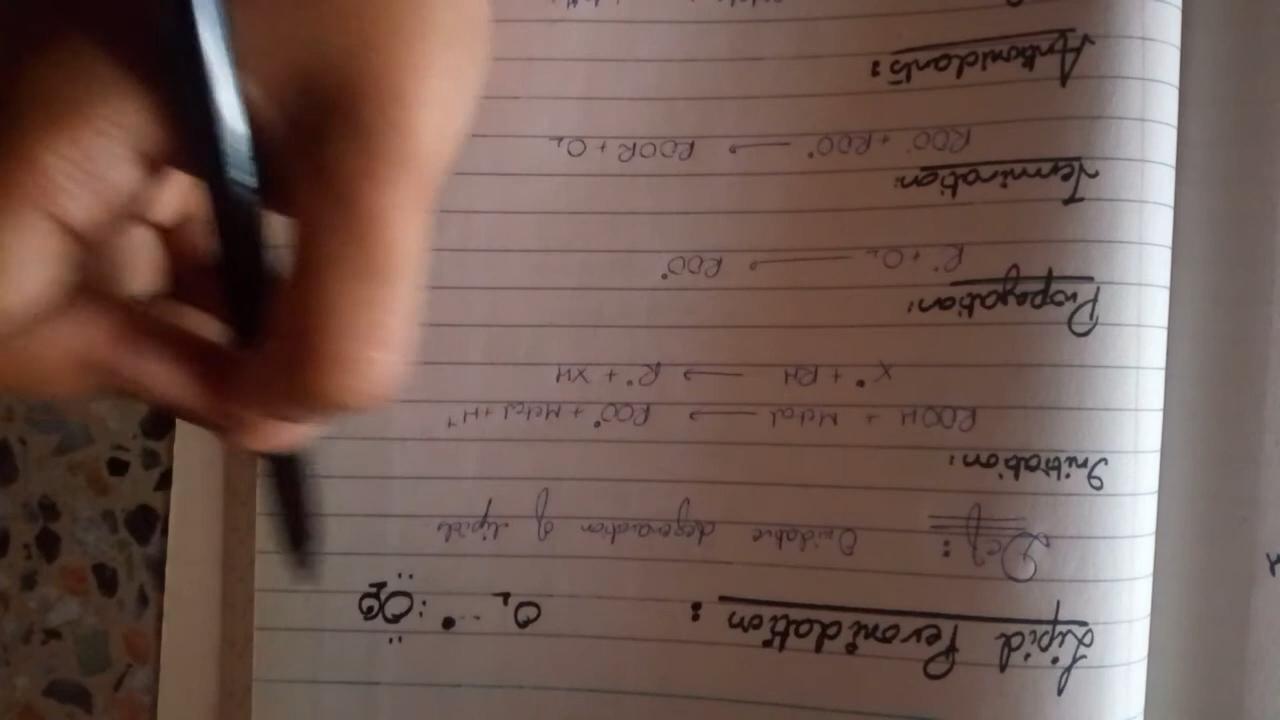 Lipid Peroxidation : O₂ ·· • :O
Def : Oxidative degeneration of lipids
Initiation:
ROOH + Metal ⟶ ROO° + Metal + H⁺
X° + RH ⟶ R° + XH
Propagation:
R° + O₂ ⟶ ROO°
Termination:
ROO° + ROO° ⟶ ROOR + O₂
Antioxidants :